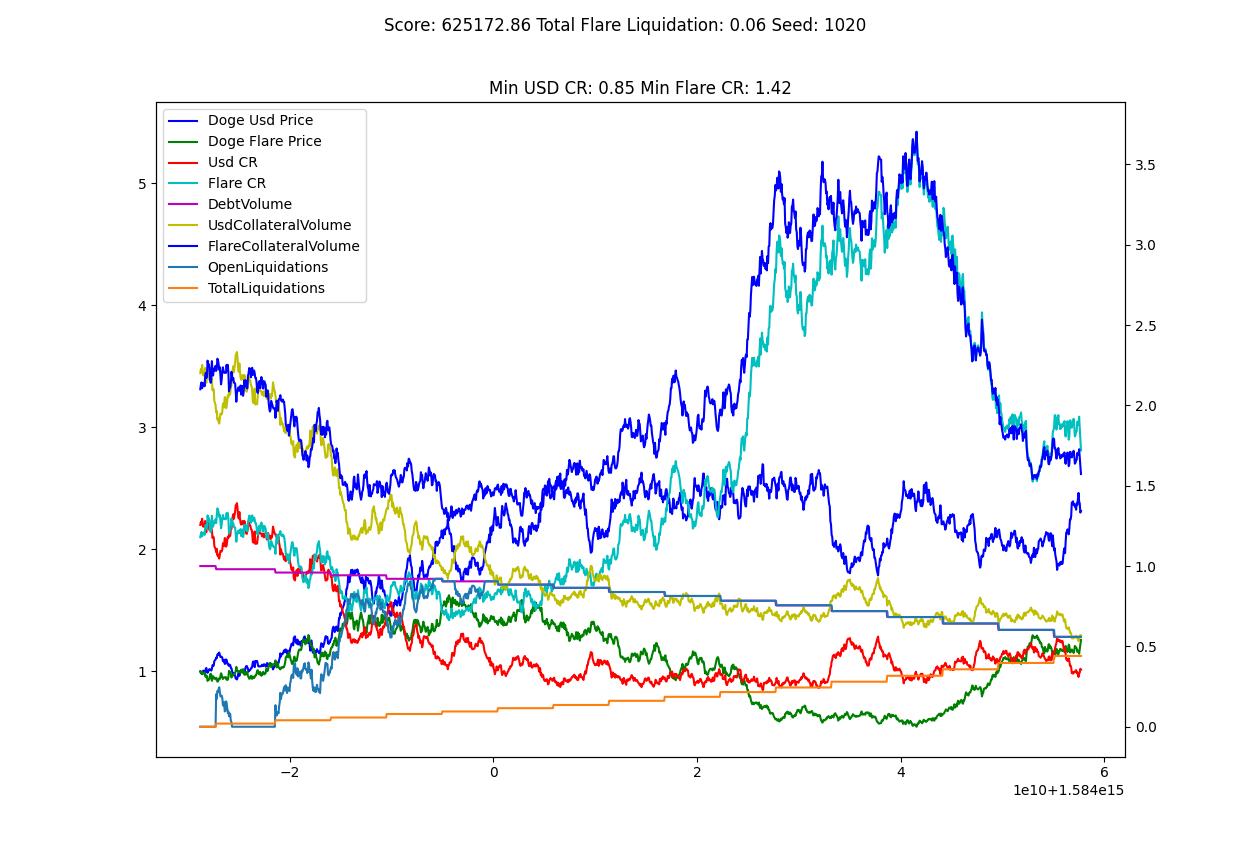 Score: 625172.86 Total Flare Liquidation: 0.06 Seed: 1020
Min USD CR: 0.85 Min Flare CR: 1.42
Doge Usd Price
Doge Flare Price
Usd CR
Flare CR
DebtVolume
UsdCollateralVolume
FlareCollateralVolume
OpenLiquidations
TotalLiquidations
5
4
3
2
1
3.5
3.0
2.5
2.0
1.5
1.0
0.5
0.0
−2 0 2 4 6
1e10+1.584e15